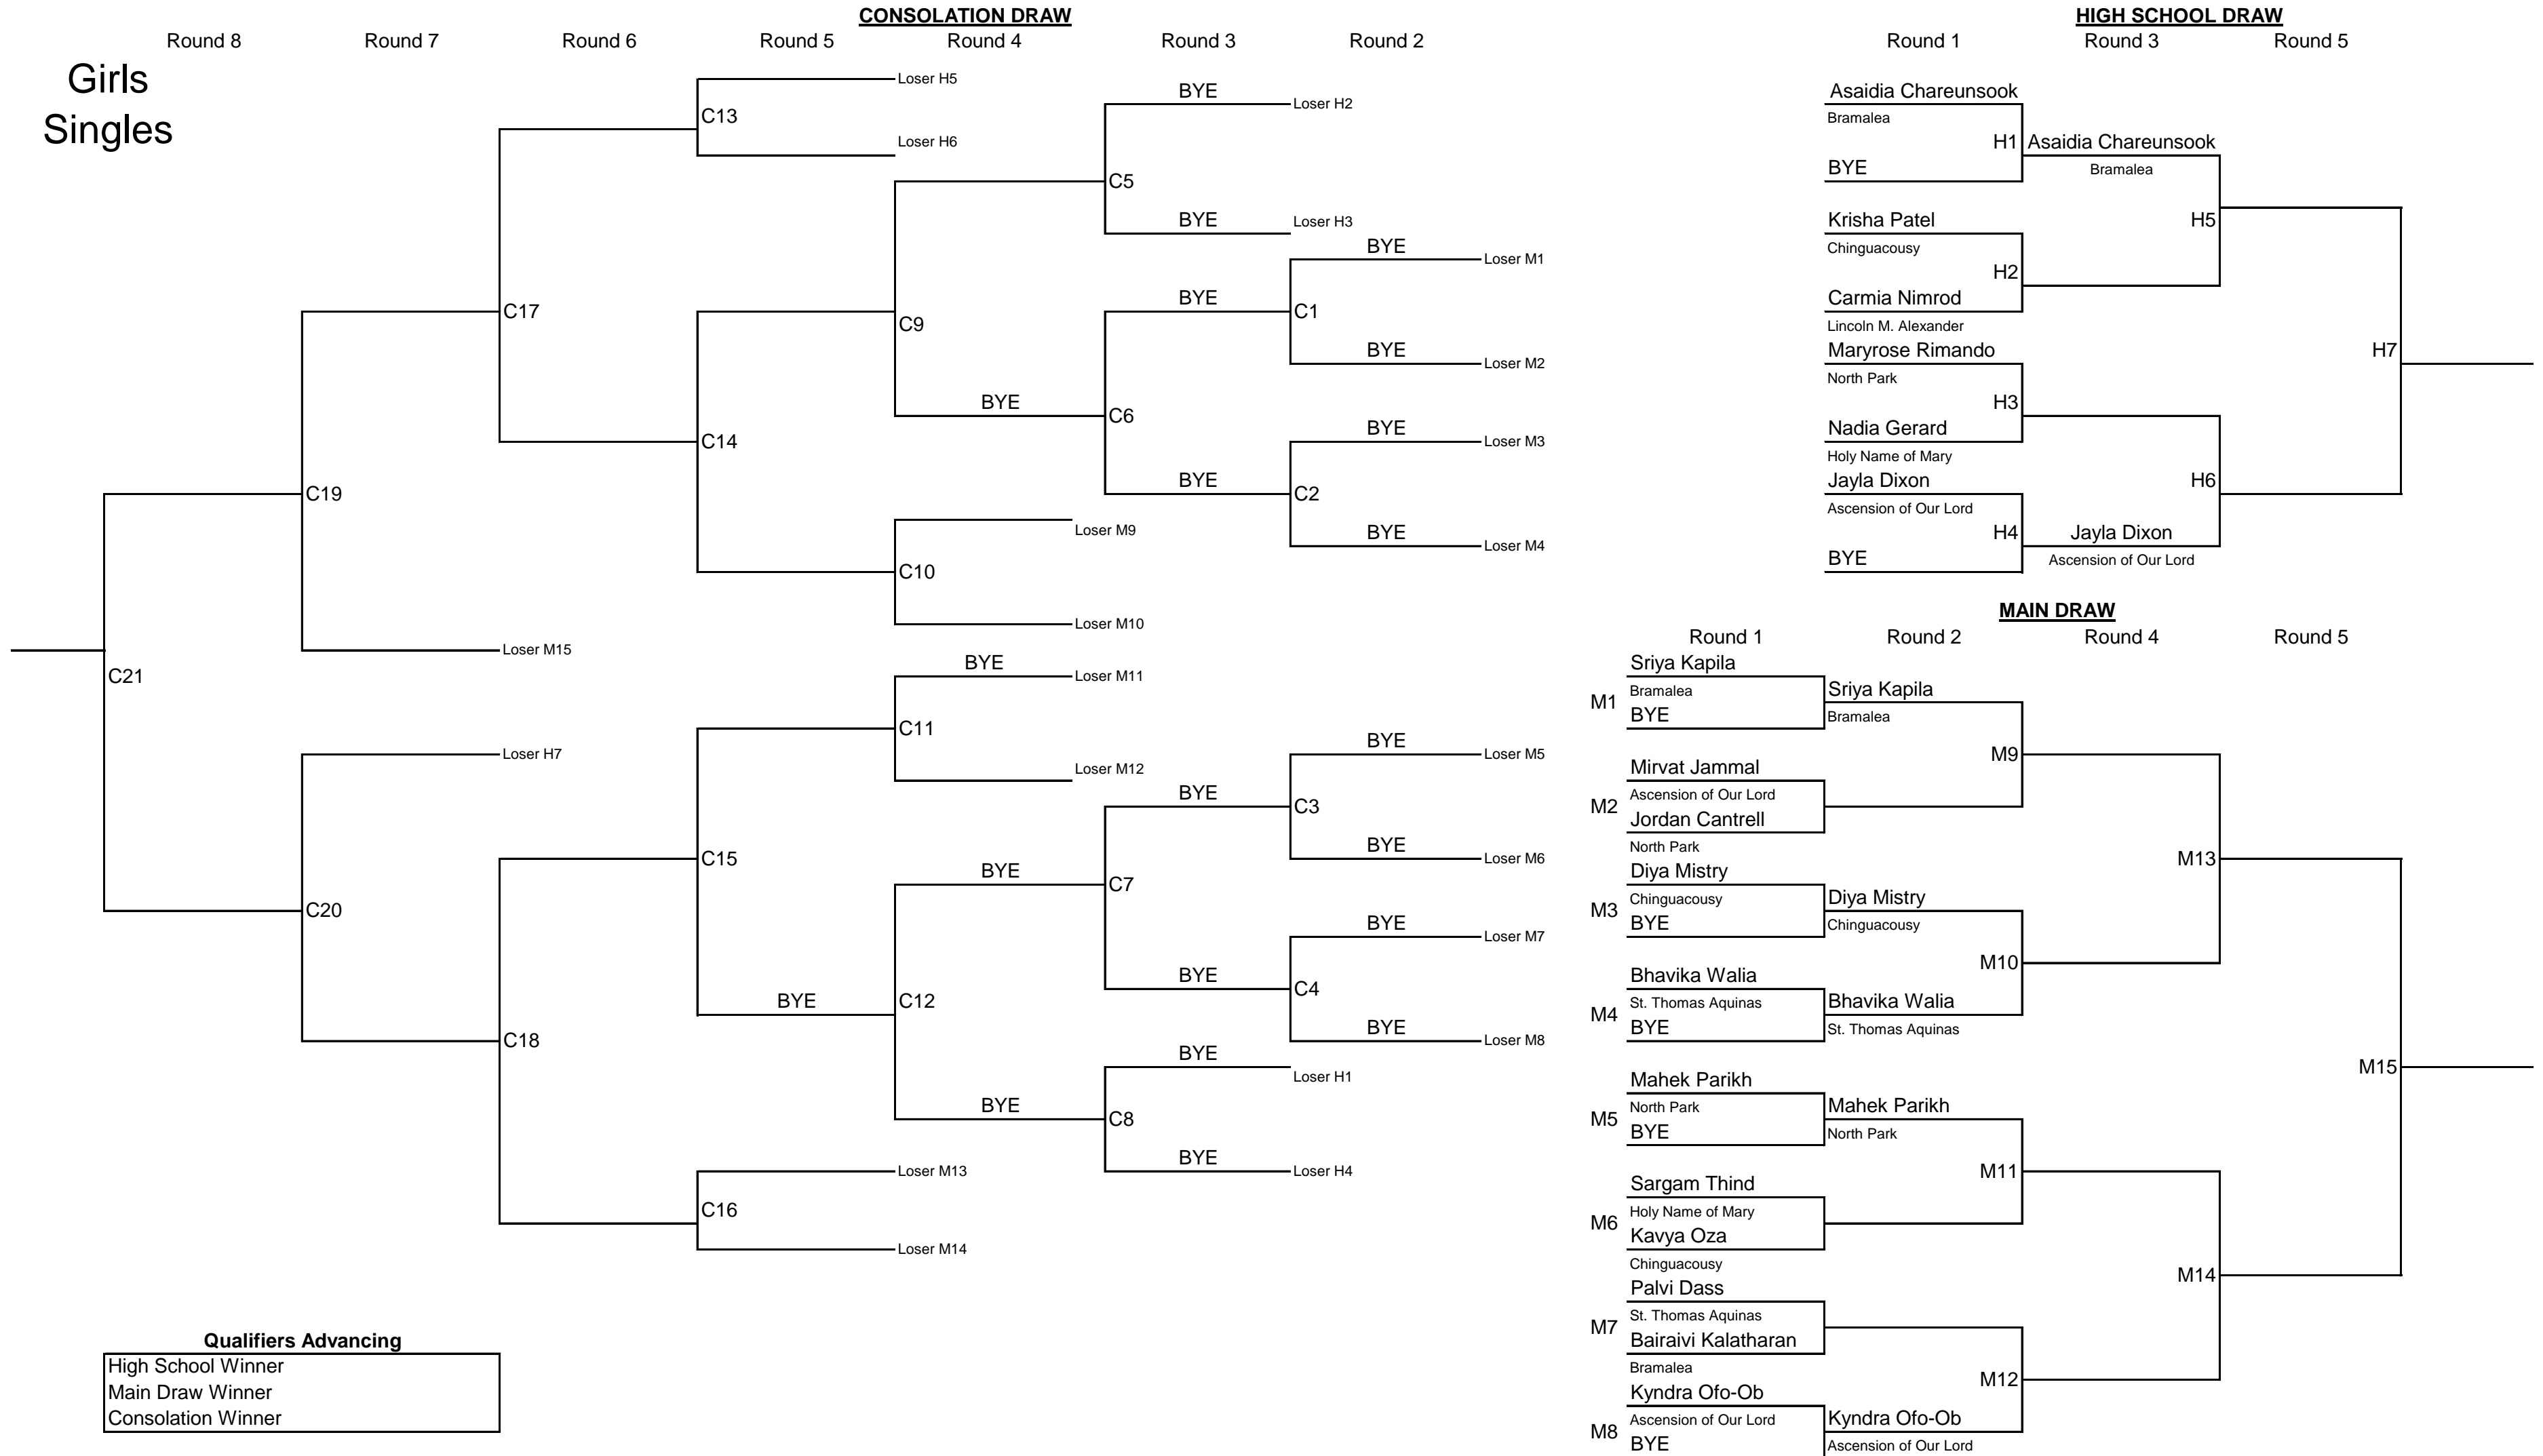 CONSOLATION DRAW
HIGH SCHOOL DRAW
Round 8
Round 7
Round 6
Round 5
Round 4
Round 3
Round 2
Round 1
Round 3
Round 5
Girls
Singles
Loser H5
C13
Loser H6
BYE
Loser H2
C5
BYE
Loser H3
BYE
Loser M1
BYE
C1
C17
C9
BYE
Loser M2
BYE
C6
C14
BYE
Loser M3
BYE
C2
C19
BYE
Loser M4
Loser M9
C10
Loser M10
Loser M15
C21
BYE
Loser M11
C11
Loser M12
Loser H7
BYE
Loser M5
BYE
C3
C15
BYE
Loser M6
BYE
C7
C20
BYE
Loser M7
BYE
C4
BYE
C12
BYE
Loser M8
C18
BYE
Loser H1
BYE
C8
BYE
Loser H4
Loser M13
C16
Loser M14
Asaidia Chareunsook
Bramalea
H1
Asaidia Chareunsook
BYE
Bramalea
Krisha Patel
H5
Chinguacousy
H2
Carmia Nimrod
Lincoln M. Alexander
Maryrose Rimando
H7
North Park
H3
Nadia Gerard
Holy Name of Mary
Jayla Dixon
H6
Ascension of Our Lord
H4
Jayla Dixon
BYE
Ascension of Our Lord
MAIN DRAW
Round 1
Round 2
Round 4
Round 5
Sriya Kapila
M1
Bramalea
Sriya Kapila
BYE
Bramalea
M9
Mirvat Jammal
M2
Ascension of Our Lord
Jordan Cantrell
North Park
M13
Diya Mistry
M3
Chinguacousy
Diya Mistry
BYE
Chinguacousy
M10
Bhavika Walia
M4
St. Thomas Aquinas
Bhavika Walia
BYE
St. Thomas Aquinas
M15
Mahek Parikh
M5
North Park
Mahek Parikh
BYE
North Park
M11
Sargam Thind
M6
Holy Name of Mary
Kavya Oza
Chinguacousy
M14
Palvi Dass
M7
St. Thomas Aquinas
Bairaivi Kalatharan
Bramalea
M12
Kyndra Ofo-Ob
M8
Ascension of Our Lord
Kyndra Ofo-Ob
BYE
Ascension of Our Lord
Qualifiers Advancing
High School Winner
Main Draw Winner
Consolation Winner